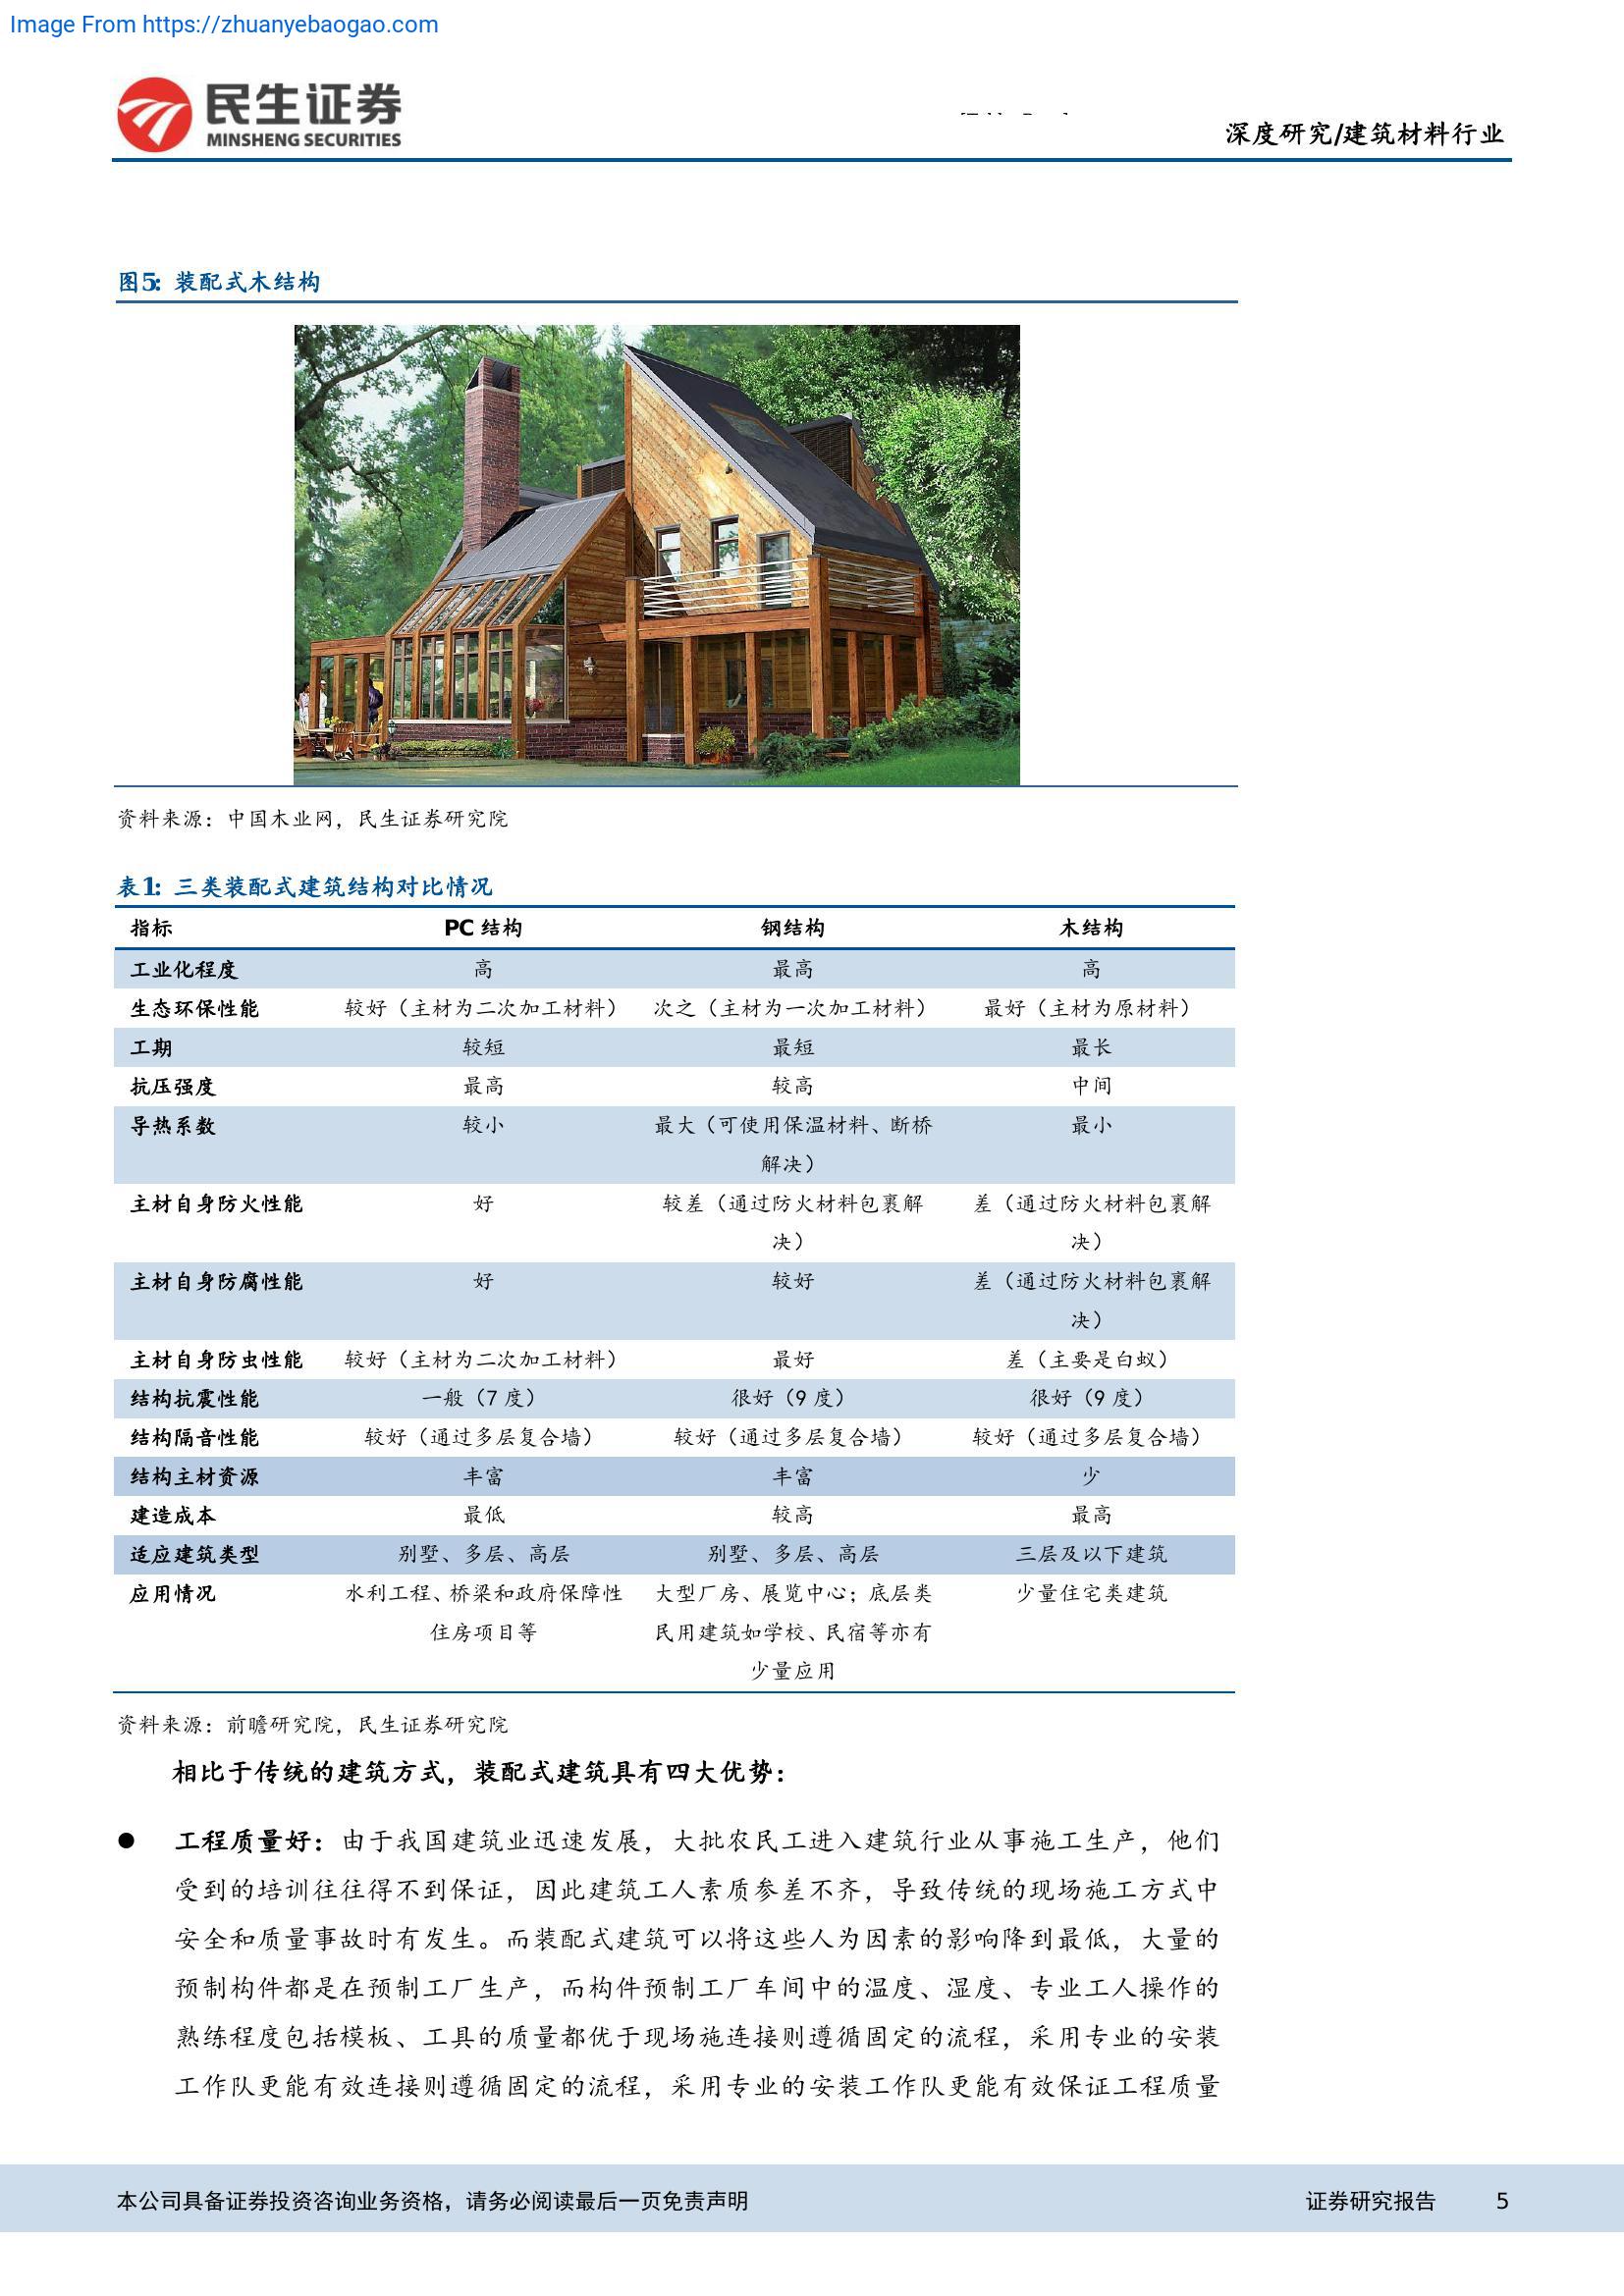 Image From https://zhuanyebaogao.com
民生证券
MINSHENG SECURITIES
深度研究/建筑材料行业
图5: 装配式木结构
资料来源：中国木业网，民生证券研究院
表1: 三类装配式建筑结构对比情况
指标 PC 结构 钢结构 木结构
工业化程度 高 最高 高
生态环保性能 较好（主材为二次加工材料） 次之（主材为一次加工材料） 最好（主材为原材料）
工期 较短 最短 最长
抗压强度 最高 较高 中间
导热系数 较小 最大（可使用保温材料、断桥 最小
解决）
主材自身防火性能 好 较差（通过防火材料包裹解 差（通过防火材料包裹解
决） 决）
主材自身防腐性能 好 较好 差（通过防火材料包裹解
决）
主材自身防虫性能 较好（主材为二次加工材料） 最好 差（主要是白蚁）
结构抗震性能 一般（7 度） 很好（9 度） 很好（9 度）
结构隔音性能 较好（通过多层复合墙） 较好（通过多层复合墙） 较好（通过多层复合墙）
结构主材资源 丰富 丰富 少
建造成本 最低 较高 最高
适应建筑类型 别墅、多层、高层 别墅、多层、高层 三层及以下建筑
应用情况 水利工程、桥梁和政府保障性 大型厂房、展览中心；底层类 少量住宅类建筑
住房项目等 民用建筑如学校、民宿等亦有
少量应用
资料来源：前瞻研究院，民生证券研究院
相比于传统的建筑方式，装配式建筑具有四大优势：
● 工程质量好：由于我国建筑业迅速发展，大批农民工进入建筑行业从事施工生产，他们
受到的培训往往得不到保证，因此建筑工人素质参差不齐，导致传统的现场施工方式中
安全和质量事故时有发生。而装配式建筑可以将这些人为因素的影响降到最低，大量的
预制构件都是在预制工厂生产，而构件预制工厂车间中的温度、湿度、专业工人操作的
熟练程度包括模板、工具的质量都优于现场施连接则遵循固定的流程，采用专业的安装
工作队更能有效连接则遵循固定的流程，采用专业的安装工作队更能有效保证工程质量
本公司具备证券投资咨询业务资格，请务必阅读最后一页免责声明 证券研究报告 5